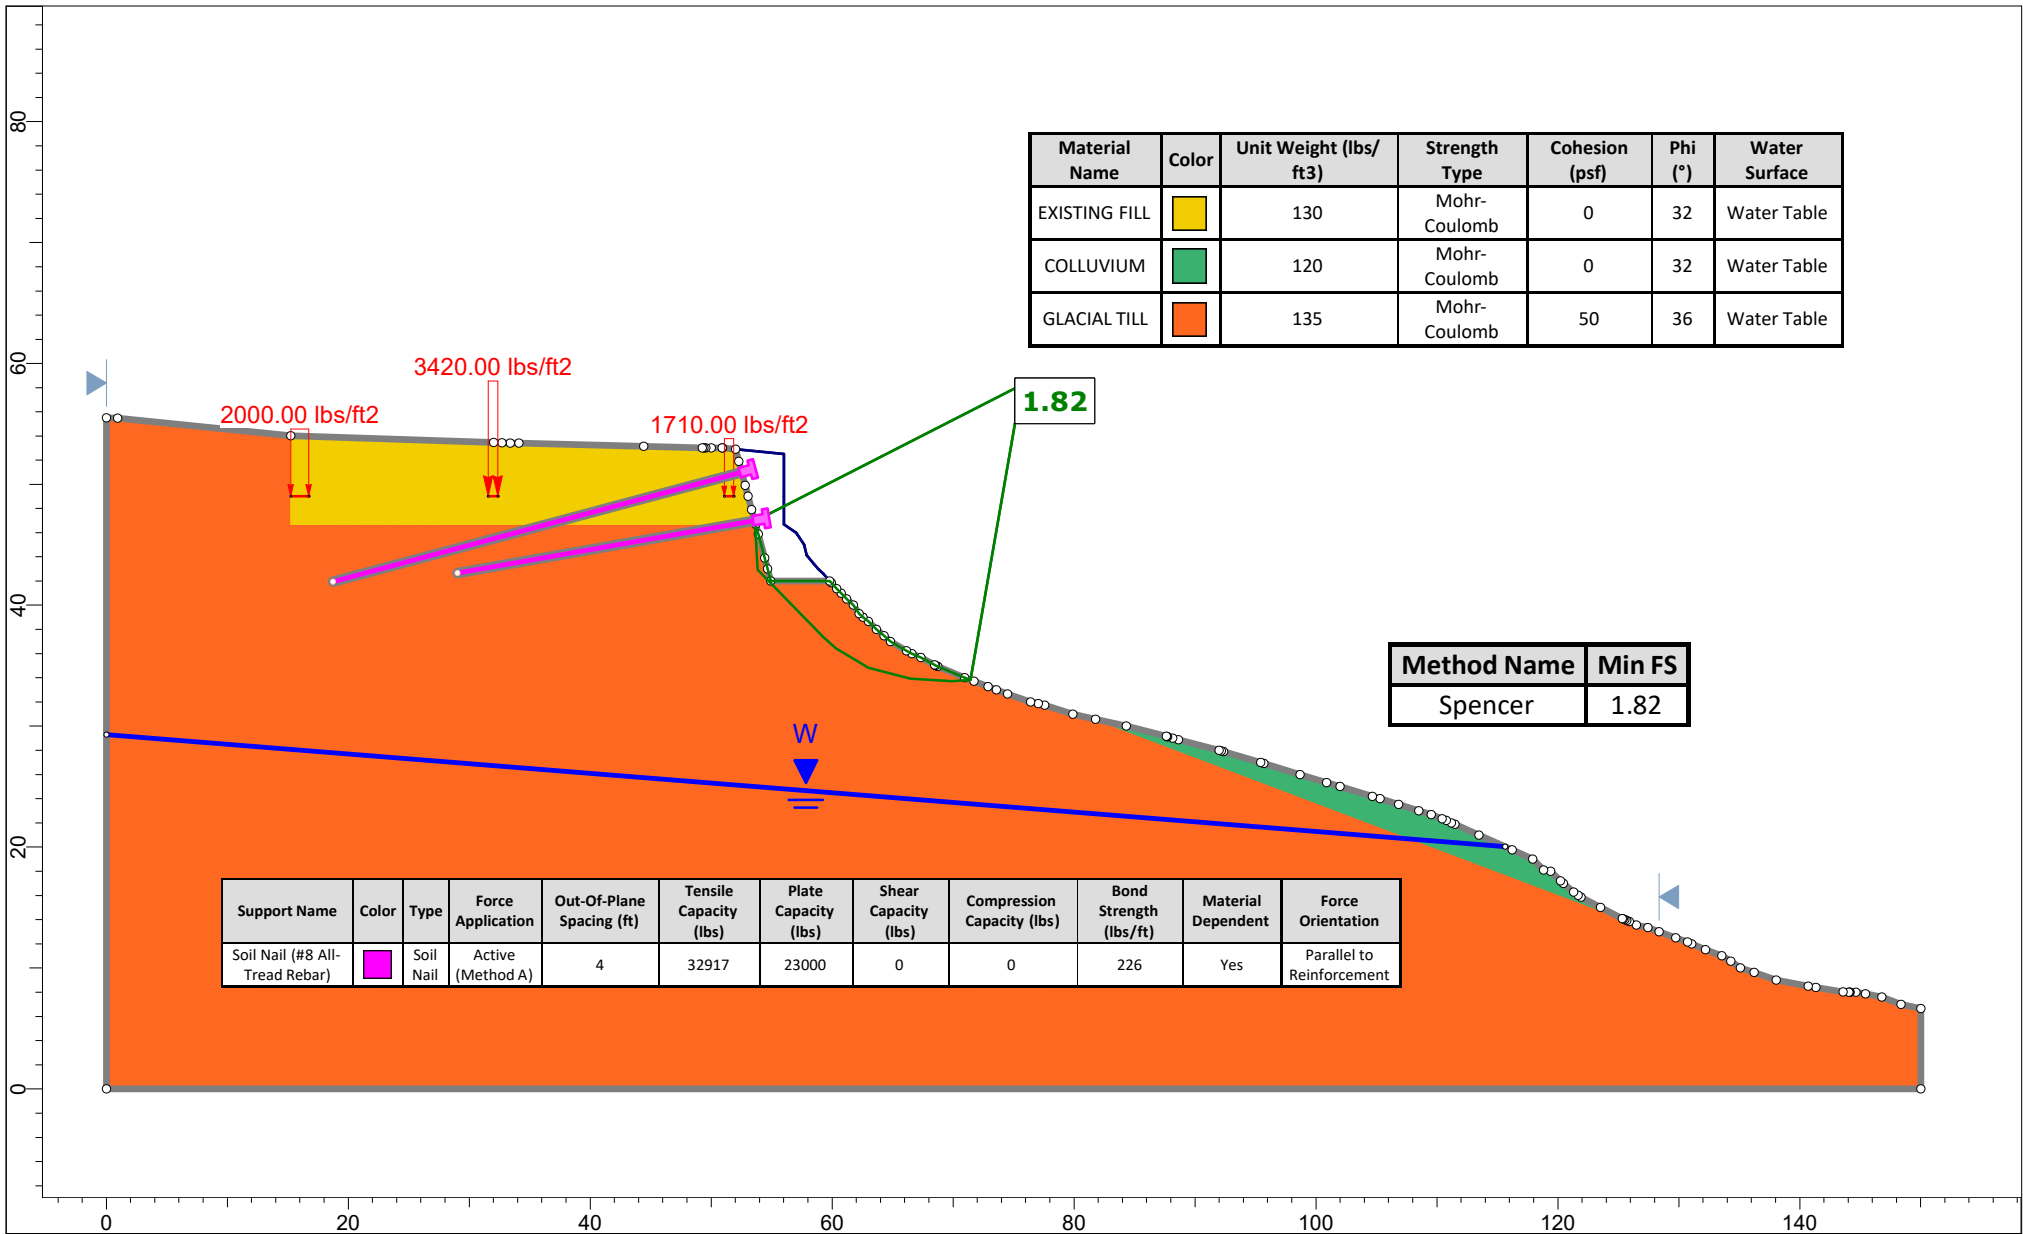 80
60
40
20
0
Material Name Color Unit Weight (lbs/ft3) Strength Type Cohesion (psf) Phi (°) Water Surface
EXISTING FILL 130 Mohr-Coulomb 0 32 Water Table
COLLUVIUM 120 Mohr-Coulomb 0 32 Water Table
GLACIAL TILL 135 Mohr-Coulomb 50 36 Water Table
3420.00 lbs/ft2
2000.00 lbs/ft2
1710.00 lbs/ft2
1.82
Method Name Min FS
Spencer 1.82
W
Support Name Color Type Force Application Out-Of-Plane Spacing (ft) Tensile Capacity (lbs) Plate Capacity (lbs) Shear Capacity (lbs) Compression Capacity (lbs) Bond Strength (lbs/ft) Material Dependent Force Orientation
Soil Nail (#8 All-Tread Rebar) Soil Nail Active (Method A) 4 32917 23000 0 0 226 Yes Parallel to Reinforcement
0 20 40 60 80 100 120 140